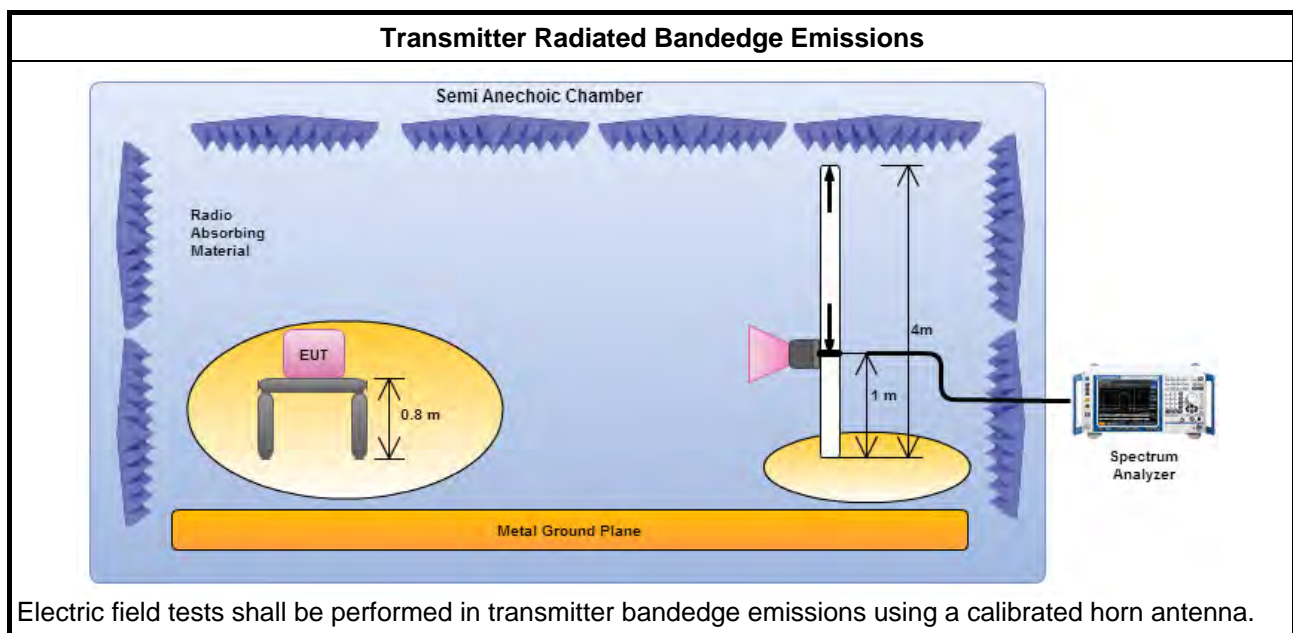 Transmitter Radiated Bandedge Emissions
Semi Anechoic Chamber
Radio
Absorbing
Material
EUT
0.8 m
4m
1 m
Spectrum
Analyzer
Metal Ground Plane
Electric field tests shall be performed in transmitter bandedge emissions using a calibrated horn antenna.